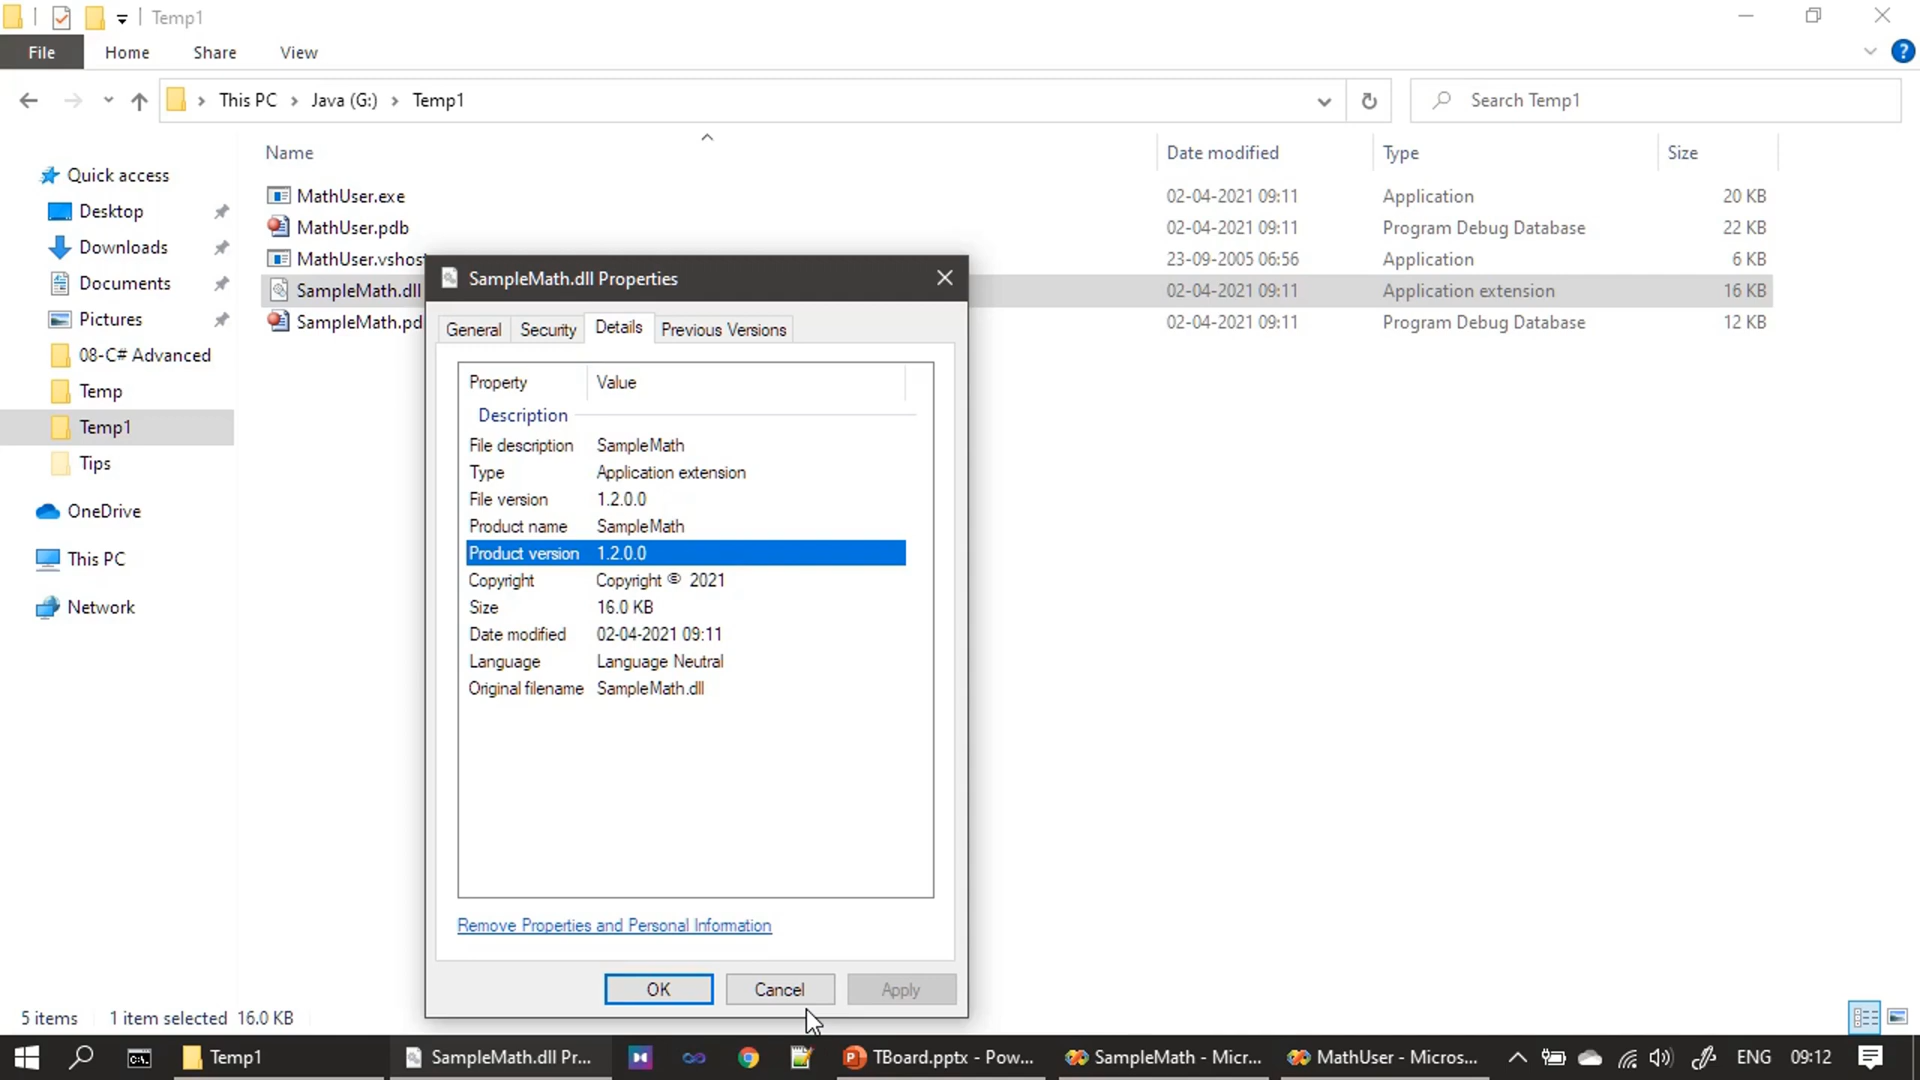 Temp1
File Home Share View
This PC Java (G:) Temp1
Search Temp1
Name Date modified Type Size
Quick access
Desktop
Downloads
Documents
Pictures
08-C# Advanced
Temp
Temp1
Tips
OneDrive
This PC
Network
MathUser.exe 02-04-2021 09:11 Application 20 KB
MathUser.pdb 02-04-2021 09:11 Program Debug Database 22 KB
MathUser.vshost 23-09-2005 06:56 Application 6 KB
SampleMath.dll 02-04-2021 09:11 Application extension 16 KB
SampleMath.pd 02-04-2021 09:11 Program Debug Database 12 KB
SampleMath.dll Properties
General Security Details Previous Versions
Property Value
Description
File description SampleMath
Type Application extension
File version 1.2.0.0
Product name SampleMath
Product version 1.2.0.0
Copyright Copyright © 2021
Size 16.0 KB
Date modified 02-04-2021 09:11
Language Language Neutral
Original filename SampleMath.dll
Remove Properties and Personal Information
OK Cancel Apply
5 items 1 item selected 16.0 KB
Temp1 SampleMath.dll Pr... TBoard.pptx - Pow... SampleMath - Micr... MathUser - Micros... ENG 09:12